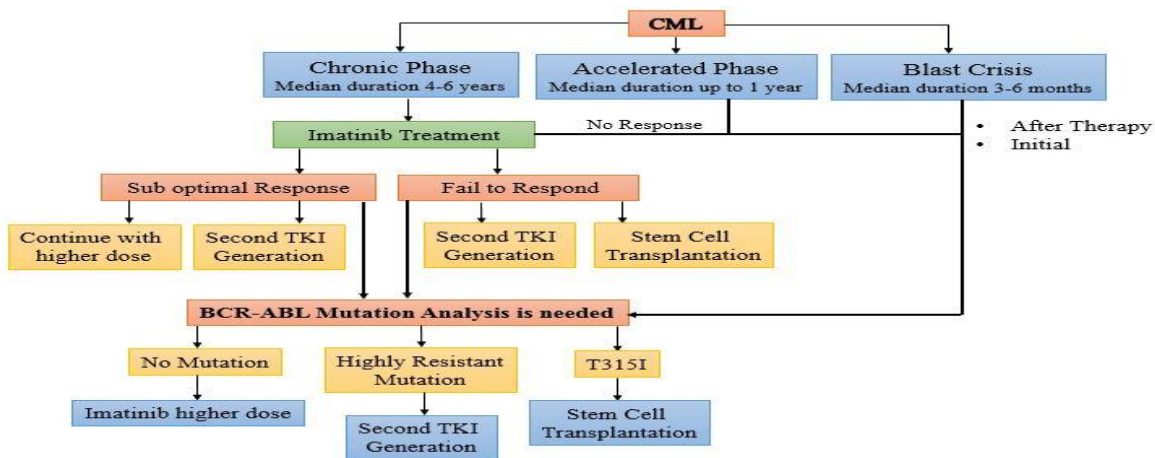 CML
Chronic Phase
Median duration 4-6 years
Accelerated Phase
Median duration up to 1 year
Blast Crisis
Median duration 3-6 months
Imatinib Treatment
No Response
• After Therapy
• Initial
Sub optimal Response
Fail to Respond
Continue with
higher dose
Second TKI
Generation
Second TKI
Generation
Stem Cell
Transplantation
BCR-ABL Mutation Analysis is needed
No Mutation
Highly Resistant
Mutation
T315I
Imatinib higher dose
Second TKI
Generation
Stem Cell
Transplantation